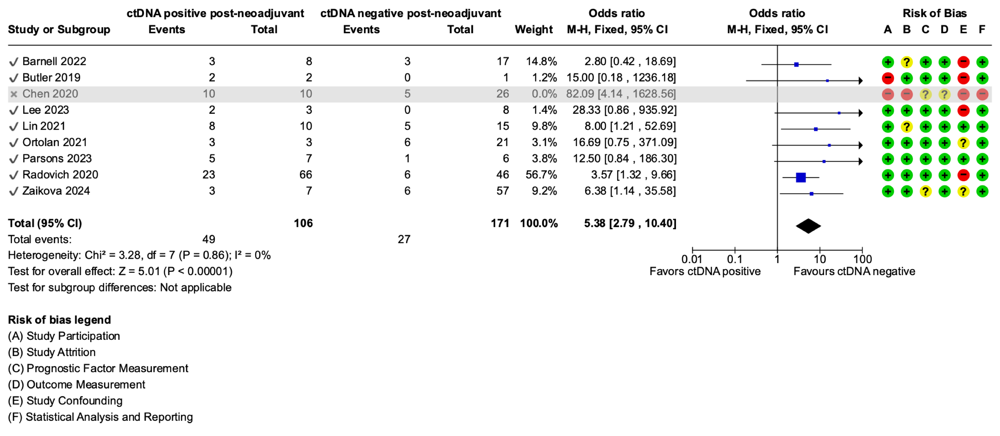 ctDNA positive post-neoadjuvant ctDNA negative post-neoadjuvant Odds ratio Odds ratio Risk of Bias
Study or Subgroup Events Total Events Total Weight M-H, Fixed, 95% CI M-H, Fixed, 95% CI A B C D E F
Barnell 2022 3 8 3 17 14.8% 2.80 [0.42 , 18.69] + ? + + − +
Butler 2019 2 2 0 1 1.2% 15.00 [0.18 , 1236.18] − + + + − +
Chen 2020 10 10 5 26 0.0% 82.09 [4.14 , 1628.56] − − ? ? − −
Lee 2023 2 3 0 8 1.4% 28.33 [0.86 , 935.92] + + + + − +
Lin 2021 8 10 5 15 9.8% 8.00 [1.21 , 52.69] + ? + + + +
Ortolan 2021 3 3 6 21 3.1% 16.69 [0.75 , 371.09] + + + + ? +
Parsons 2023 5 7 1 6 3.8% 12.50 [0.84 , 186.30] + + + + + +
Radovich 2020 23 66 6 46 56.7% 3.57 [1.32 , 9.66] + + + + − +
Zaikova 2024 3 7 6 57 9.2% 6.38 [1.14 , 35.58] + + ? + ? +
Total (95% CI) 106 171 100.0% 5.38 [2.79 , 10.40]
Total events: 49 27
Heterogeneity: Chi² = 3.28, df = 7 (P = 0.86); I² = 0%
Test for overall effect: Z = 5.01 (P < 0.00001)
Test for subgroup differences: Not applicable
0.01 0.1 1 10 100
Favors ctDNA positive Favours ctDNA negative
Risk of bias legend
(A) Study Participation
(B) Study Attrition
(C) Prognostic Factor Measurement
(D) Outcome Measurement
(E) Study Confounding
(F) Statistical Analysis and Reporting